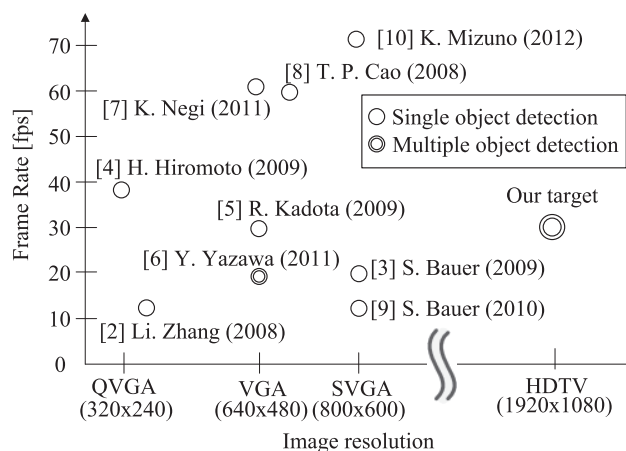 70
60
50
40
30
20
10
0
Frame Rate [fps]
[10] K. Mizuno (2012)
[8] T. P. Cao (2008)
[7] K. Negi (2011)
Single object detection
Multiple object detection
[4] H. Hiromoto (2009)
Our target
[5] R. Kadota (2009)
[6] Y. Yazawa (2011)
[3] S. Bauer (2009)
[9] S. Bauer (2010)
[2] Li. Zhang (2008)
QVGA
(320x240)
VGA
(640x480)
SVGA
(800x600)
HDTV
(1920x1080)
Image resolution